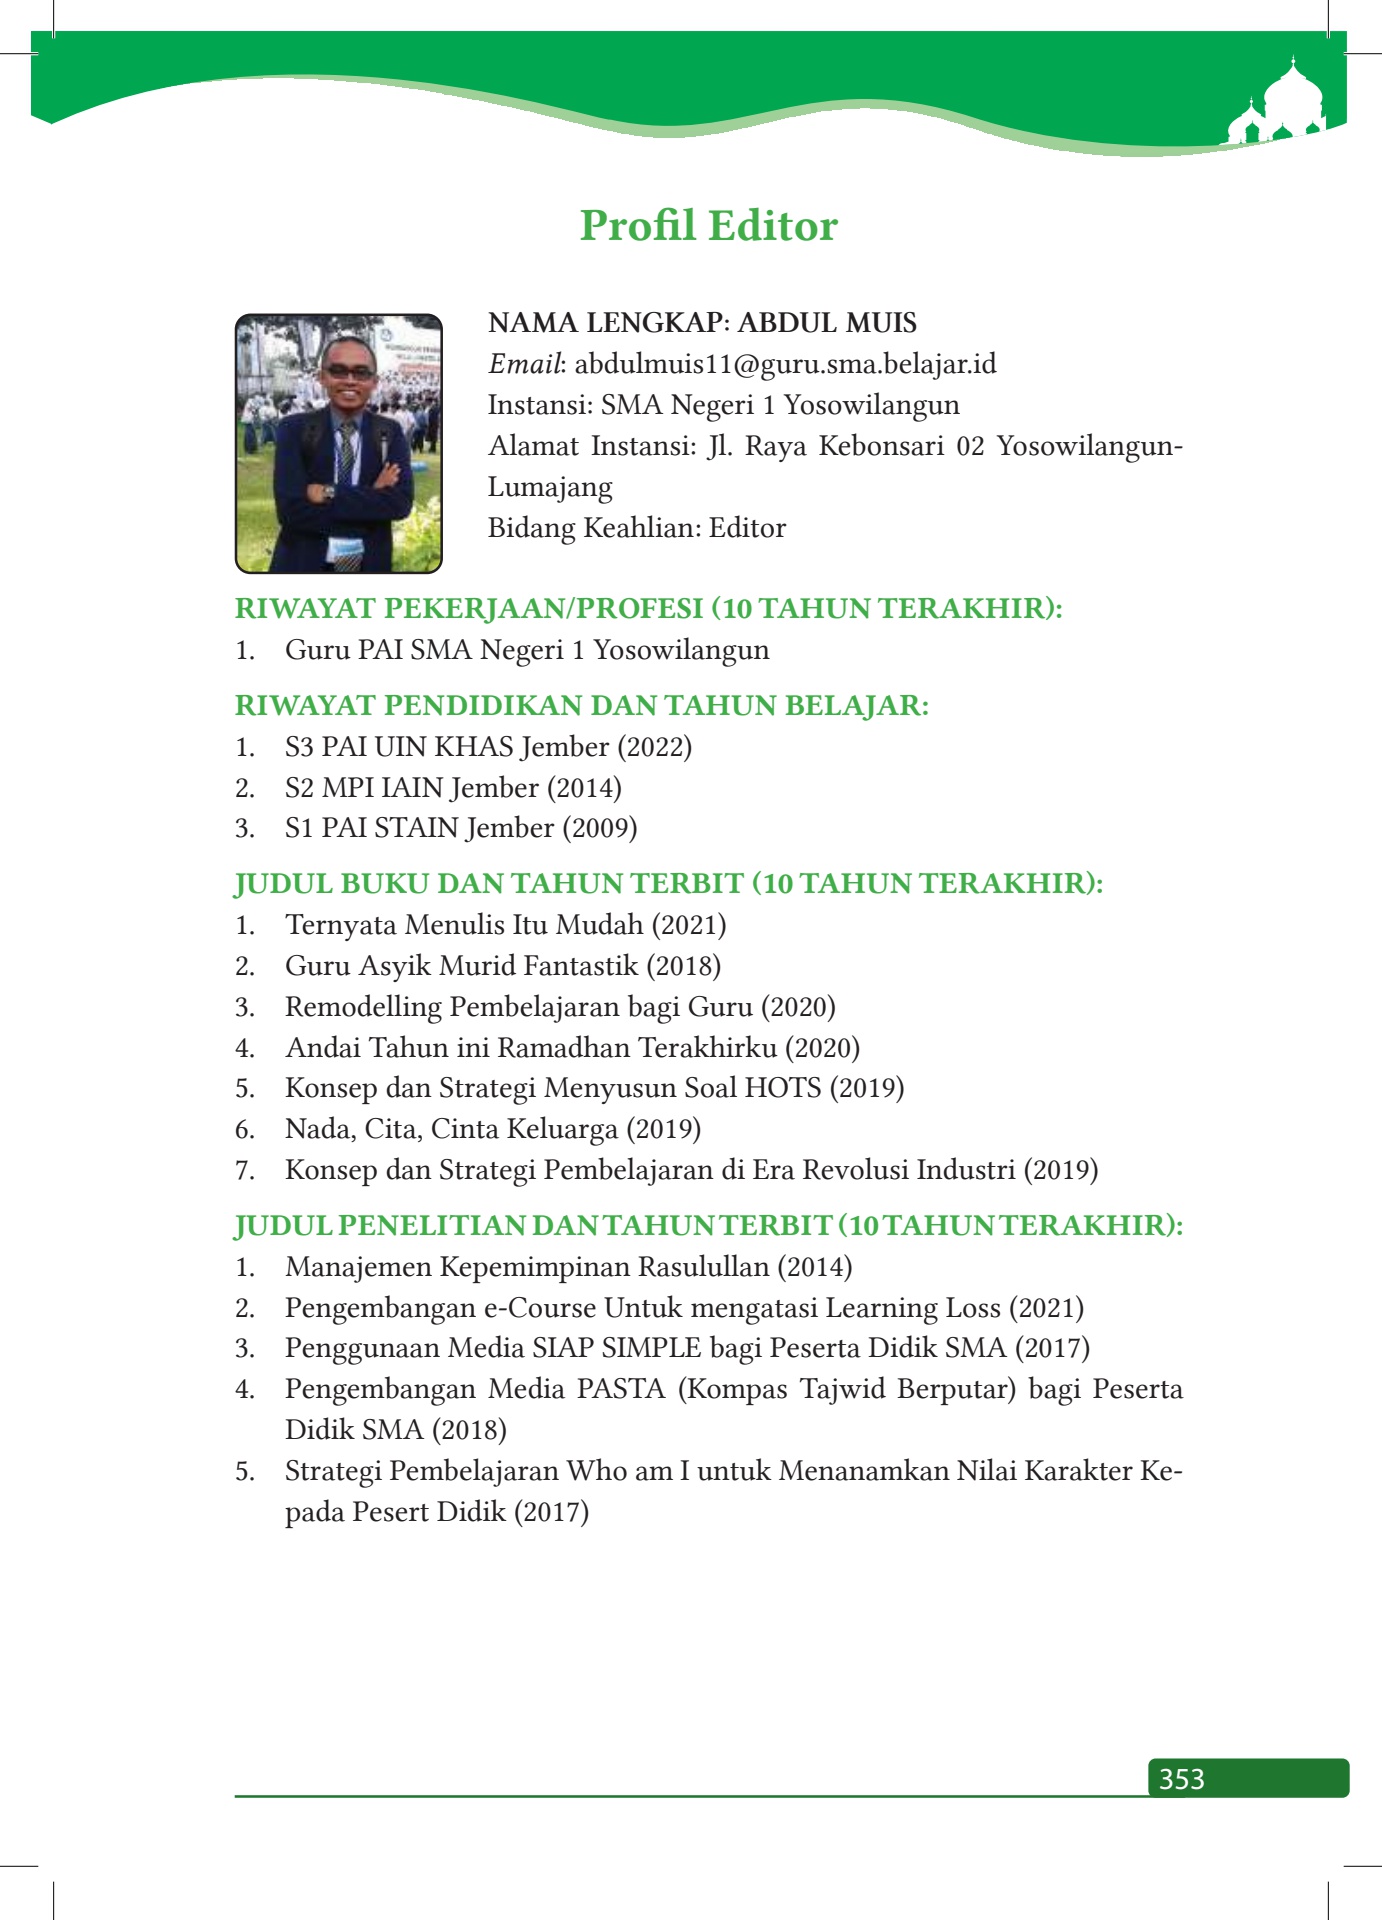 Profil Editor
NAMA LENGKAP: ABDUL MUIS
Email: abdulmuis11@guru.sma.belajar.id
Instansi: SMA Negeri 1 Yosowilangun
Alamat Instansi: Jl. Raya Kebonsari 02 Yosowilangun-
Lumajang
Bidang Keahlian: Editor
RIWAYAT PEKERJAAN/PROFESI (10 TAHUN TERAKHIR):
1. Guru PAI SMA Negeri 1 Yosowilangun
RIWAYAT PENDIDIKAN DAN TAHUN BELAJAR:
1. S3 PAI UIN KHAS Jember (2022)
2. S2 MPI IAIN Jember (2014)
3. S1 PAI STAIN Jember (2009)
JUDUL BUKU DAN TAHUN TERBIT (10 TAHUN TERAKHIR):
1. Ternyata Menulis Itu Mudah (2021)
2. Guru Asyik Murid Fantastik (2018)
3. Remodelling Pembelajaran bagi Guru (2020)
4. Andai Tahun ini Ramadhan Terakhirku (2020)
5. Konsep dan Strategi Menyusun Soal HOTS (2019)
6. Nada, Cita, Cinta Keluarga (2019)
7. Konsep dan Strategi Pembelajaran di Era Revolusi Industri (2019)
JUDUL PENELITIAN DAN TAHUN TERBIT (10 TAHUN TERAKHIR):
1. Manajemen Kepemimpinan Rasulullan (2014)
2. Pengembangan e-Course Untuk mengatasi Learning Loss (2021)
3. Penggunaan Media SIAP SIMPLE bagi Peserta Didik SMA (2017)
4. Pengembangan Media PASTA (Kompas Tajwid Berputar) bagi Peserta
Didik SMA (2018)
5. Strategi Pembelajaran Who am I untuk Menanamkan Nilai Karakter Ke-
pada Pesert Didik (2017)
353